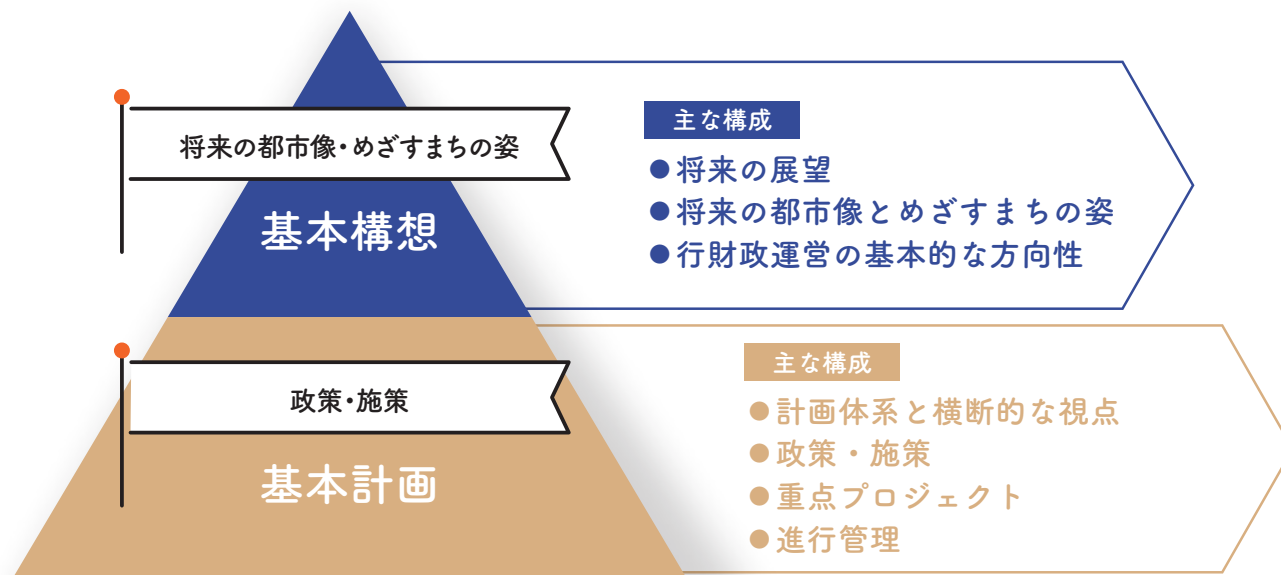 将来の都市像・めざすまちの姿
基本構想
主な構成
●将来の展望
●将来の都市像とめざすまちの姿
●行財政運営の基本的な方向性
政策・施策
基本計画
主な構成
●計画体系と横断的な視点
●政策・施策
●重点プロジェクト
●進行管理